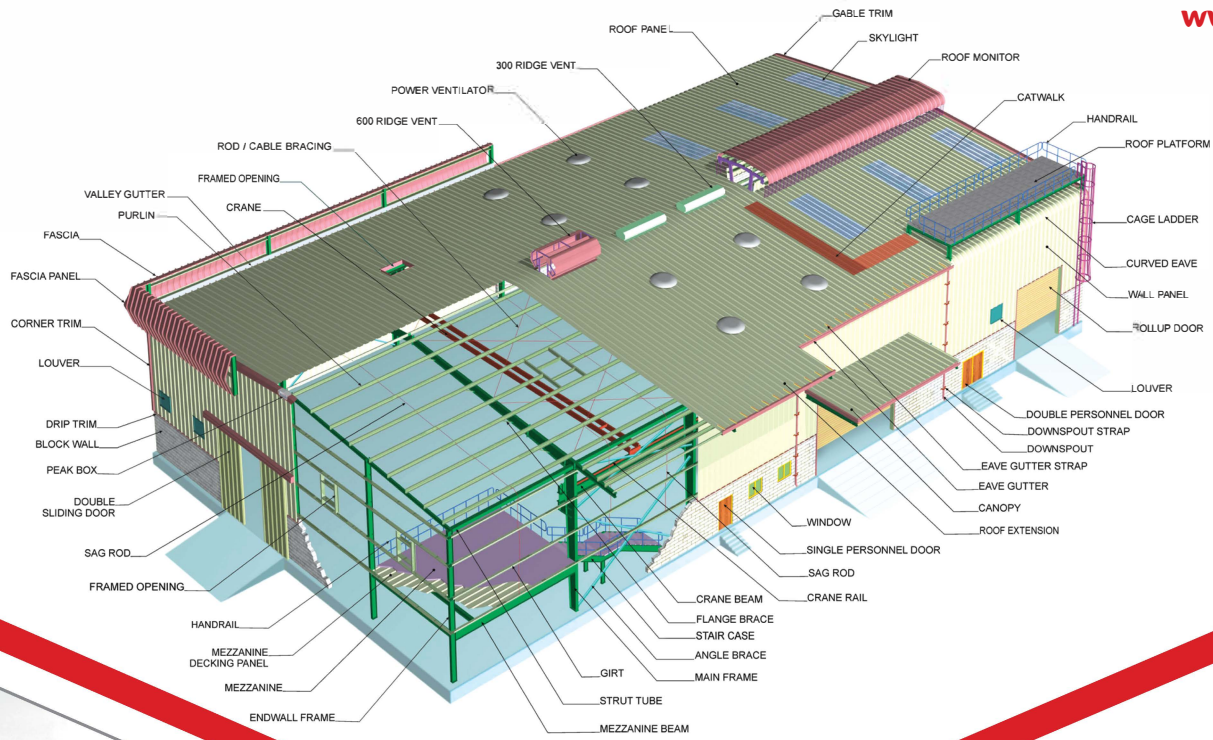 ROOF PANEL
GABLE TRIM
SKYLIGHT
300 RIDGE VENT
ROOF MONITOR
POWER VENTILATOR
CATWALK
600 RIDGE VENT
HANDRAIL
ROD / CABLE BRACING
ROOF PLATFORM
FRAMED OPENING
VALLEY GUTTER
CRANE
PURLIN
CAGE LADDER
FASCIA
CURVED EAVE
FASCIA PANEL
WALL PANEL
CORNER TRIM
ROLLUP DOOR
LOUVER
LOUVER
DRIP TRIM
DOUBLE PERSONNEL DOOR
BLOCK WALL
DOWNSPOUT STRAP
DOWNSPOUT
PEAK BOX
EAVE GUTTER STRAP
EAVE GUTTER
DOUBLE
SLIDING DOOR
CANOPY
WINDOW
ROOF EXTENSION
SAG ROD
SINGLE PERSONNEL DOOR
SAG ROD
FRAMED OPENING
CRANE RAIL
CRANE BEAM
HANDRAIL
FLANGE BRACE
STAIR CASE
MEZZANINE
DECKING PANEL
ANGLE BRACE
GIRT
MAIN FRAME
MEZZANINE
STRUT TUBE
ENDWALL FRAME
MEZZANINE BEAM